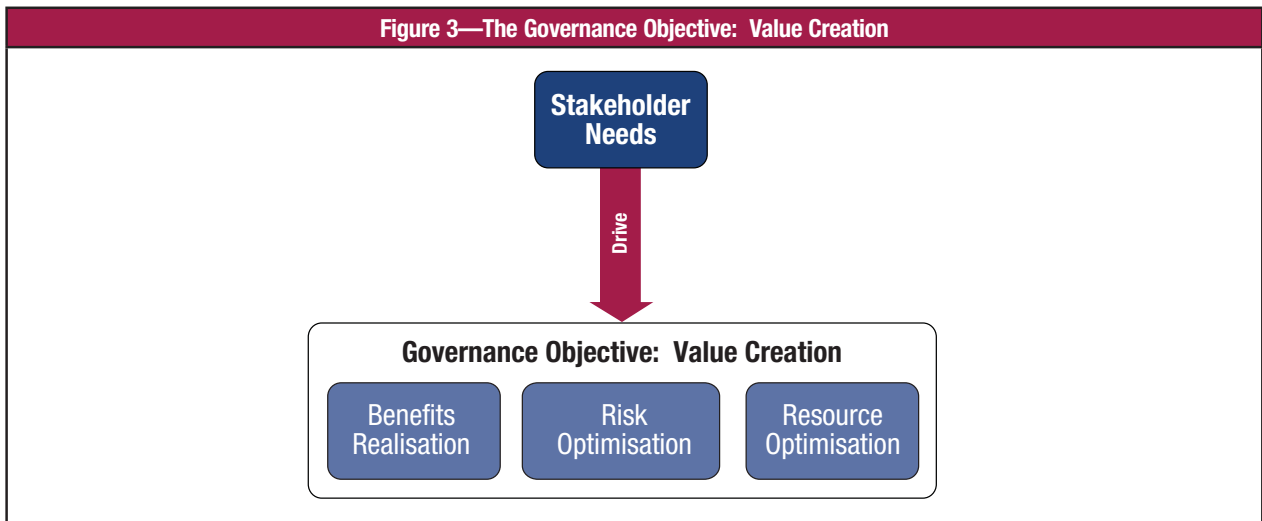 Figure 3—The Governance Objective: Value Creation
Stakeholder
Needs
Drive
Governance Objective: Value Creation
Benefits
Realisation
Risk
Optimisation
Resource
Optimisation